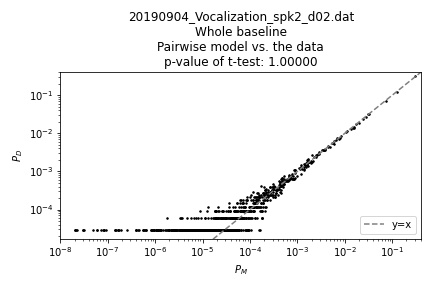 20190904_Vocalization_spk2_d02.dat
Whole baseline
Pairwise model vs. the data
p-value of t-test: 1.00000
10⁻¹
10⁻²
10⁻³
10⁻⁴
P_D
y=x
10⁻⁸ 10⁻⁷ 10⁻⁶ 10⁻⁵ 10⁻⁴ 10⁻³ 10⁻² 10⁻¹
P_M